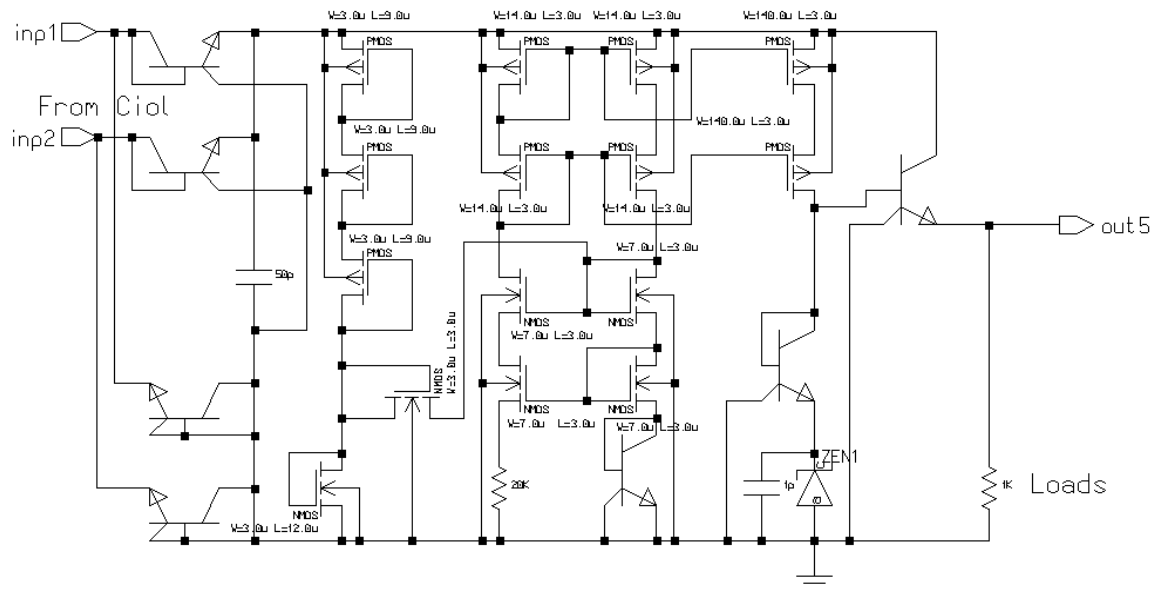 W=3.0u L=9.0u
W=14.0u L=3.0u
W=14.0u L=3.0u
W=140.0u L=3.0u
inp1
PMOS
PMOS
PMOS
PMOS
From Ciol
inp2
W=3.0u L=9.0u
W=140.0u L=3.0u
PMOS
PMOS
PMOS
PMOS
W=14.0u L=3.0u
W=14.0u L=3.0u
out5
W=3.0u L=9.0u
PMOS
W=7.0u L=3.0u
50p
NMOS
NMOS
W=7.0u L=3.0u
NMOS
W=3.0u L=3.0u
NMOS
NMOS
W=7.0u L=3.0u
W=7.0u L=3.0u
ZEN1
20K
1p
8
1K
Loads
NMOS
W=3.0u L=12.0u